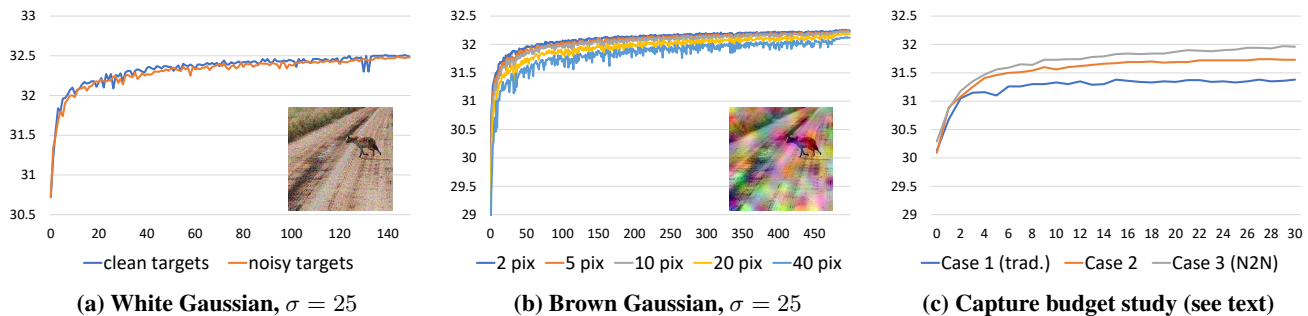 33
32.5
32
31.5
31
30.5
0 20 40 60 80 100 120 140
clean targets noisy targets
(a) White Gaussian, σ = 25
32.5
32
31.5
31
30.5
30
29.5
29
0 50 100 150 200 250 300 350 400 450
2 pix 5 pix 10 pix 20 pix 40 pix
(b) Brown Gaussian, σ = 25
32.5
32
31.5
31
30.5
30
29.5
29
0 2 4 6 8 10 12 14 16 18 20 22 24 26 28 30
Case 1 (trad.) Case 2 Case 3 (N2N)
(c) Capture budget study (see text)